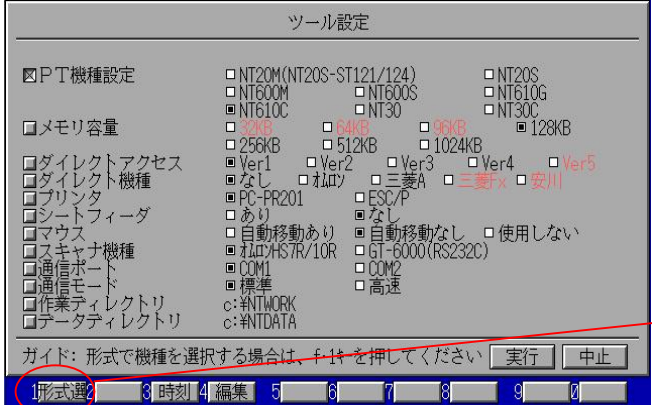 ツール設定
PT機種設定 NT20M(NT20S-ST121/124) NT20S
NT600M NT600S NT610G
NT610C NT30 NT30C
メモリ容量 32KB 64KB 96KB 128KB
256KB 512KB 1024KB
ダイレクトアクセス Ver1 Ver2 Ver3 Ver4 Ver5
ダイレクト機種 なし オムロン 三菱A 三菱Fx 安川
プリンタ PC-PR201 ESC/P
シートフィーダ あり なし
マウス 自動移動あり 自動移動なし 使用しない
スキャナ機種 オムロンHS7R/10R GT-6000(RS232C)
通信ポート COM1 COM2
通信モード 標準 高速
作業ディレクトリ c:¥NTWORK
データディレクトリ c:¥NTDATA
ガイド: 形式で機種を選択する場合は、f・1キーを押してください 実行 中止
1形式選2 3時刻4編集 5 6 7 8 9 0